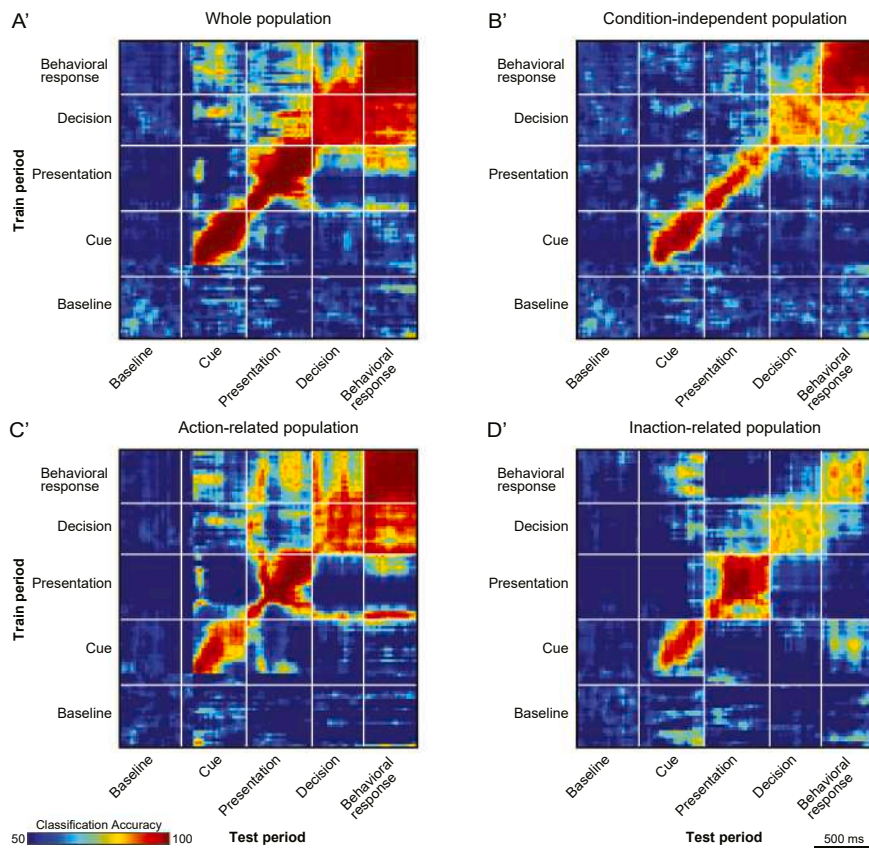 A'
Whole population
Behavioral
response
Decision
Presentation
Cue
Baseline
Train period
Baseline
Cue
Presentation
Decision
Behavioral
response
B'
Condition-independent population
Behavioral
response
Decision
Presentation
Cue
Baseline
Baseline
Cue
Presentation
Decision
Behavioral
response
C'
Action-related population
Behavioral
response
Decision
Presentation
Cue
Baseline
Train period
Baseline
Cue
Presentation
Decision
Behavioral
response
D'
Inaction-related population
Behavioral
response
Decision
Presentation
Cue
Baseline
Baseline
Cue
Presentation
Decision
Behavioral
response
Classification Accuracy
50
100
Test period
Test period
500 ms